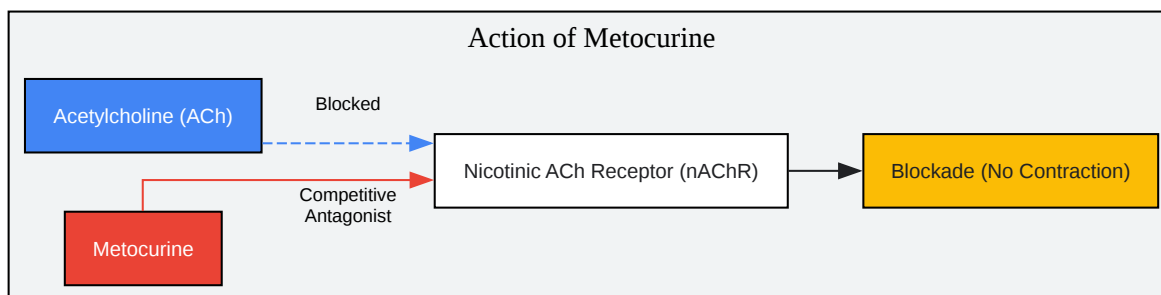 Action of Metocurine
Acetylcholine (ACh)
Blocked
Nicotinic ACh Receptor (nAChR)
Blockade (No Contraction)
Competitive
Antagonist
Metocurine